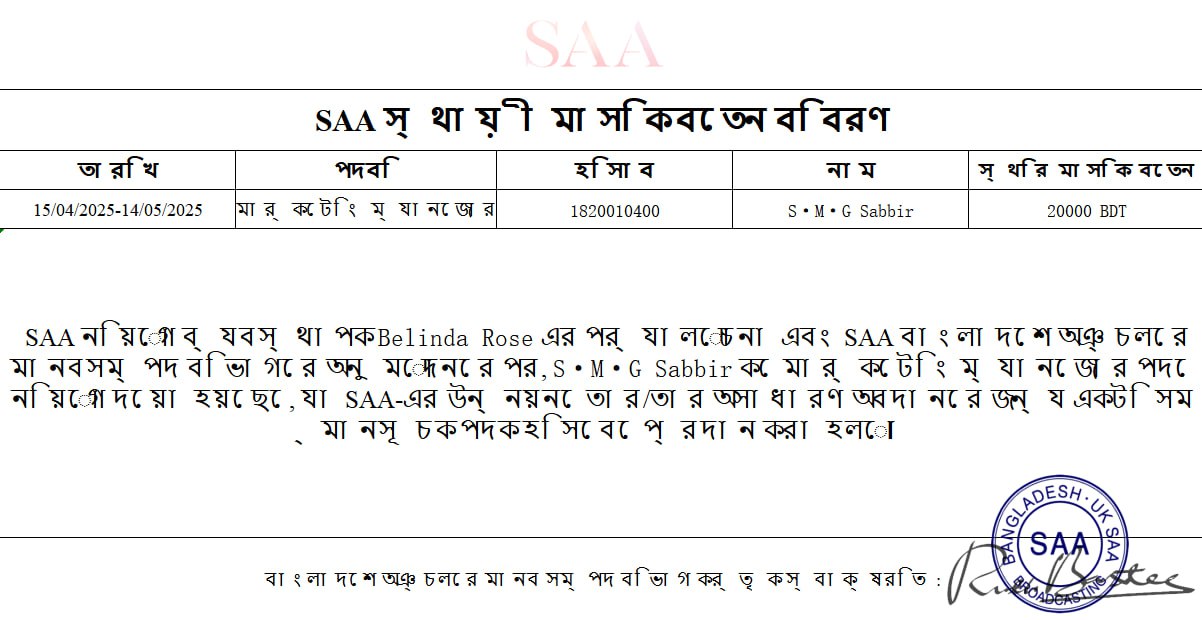 SAA
SAA স্থায়ী মাসিক বেতন বিবরণ
তারিখ পদবি হিসাব নাম স্থির মাসিক বেতন
15/04/2025-14/05/2025 মার্কেটিং ম্যানেজার 1820010400 S·M·G Sabbir 20000 BDT
SAA নিয়োগ ব্যবস্থাপক Belinda Rose এর পর্যালোচনা এবং SAA বাংলাদেশ অঞ্চলের
মানবসম্পদ বিভাগের অনুমোদনের পর, S·M·G Sabbir কে মার্কেটিং ম্যানেজার পদে
নিয়োগ দেয়া হয়েছে, যা SAA-এর উন্নয়নে তার/তার অসাধারণ অবদানের জন্য একটি সম
্মানসূচক পদক হিসেবে প্রদান করা হলো।
BANGLADESH · UK SAA
SAA
BROADCASTING
বাংলাদেশ অঞ্চলের মানবসম্পদ বিভাগ কর্তৃক স্বাক্ষরিত :